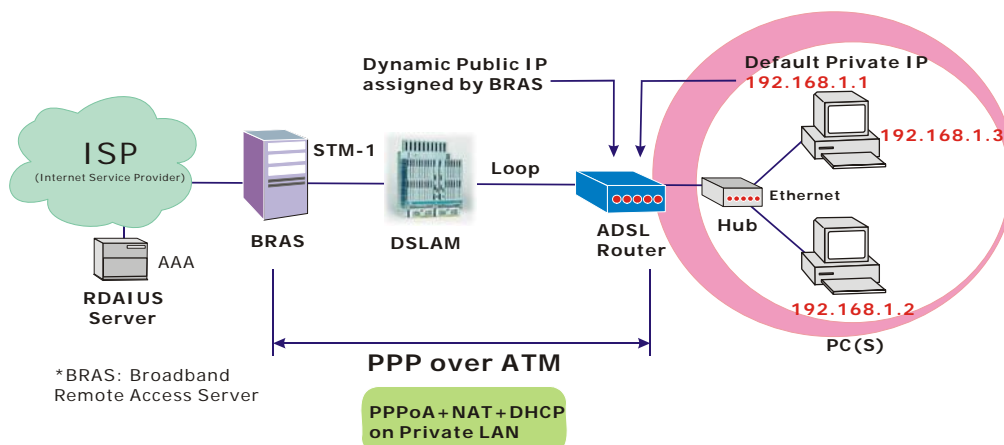 Dynamic Public IP
assigned by BRAS
Default Private IP
192.168.1.1
192.168.1.3
ISP
(Internet Service Provider)
STM-1
Loop
Ethernet
Hub
BRAS
DSLAM
ADSL
Router
AAA
RDAIUS
Server
192.168.1.2
PC(S)
PPP over ATM
*BRAS: Broadband
Remote Access Server
PPPoA+NAT+DHCP
on Private LAN